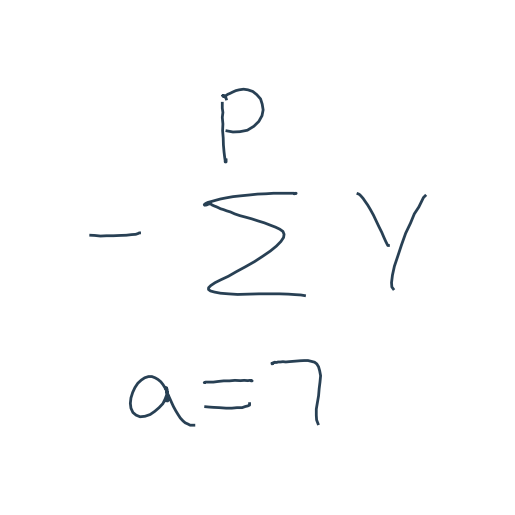 p
- ∑ y
a = 7